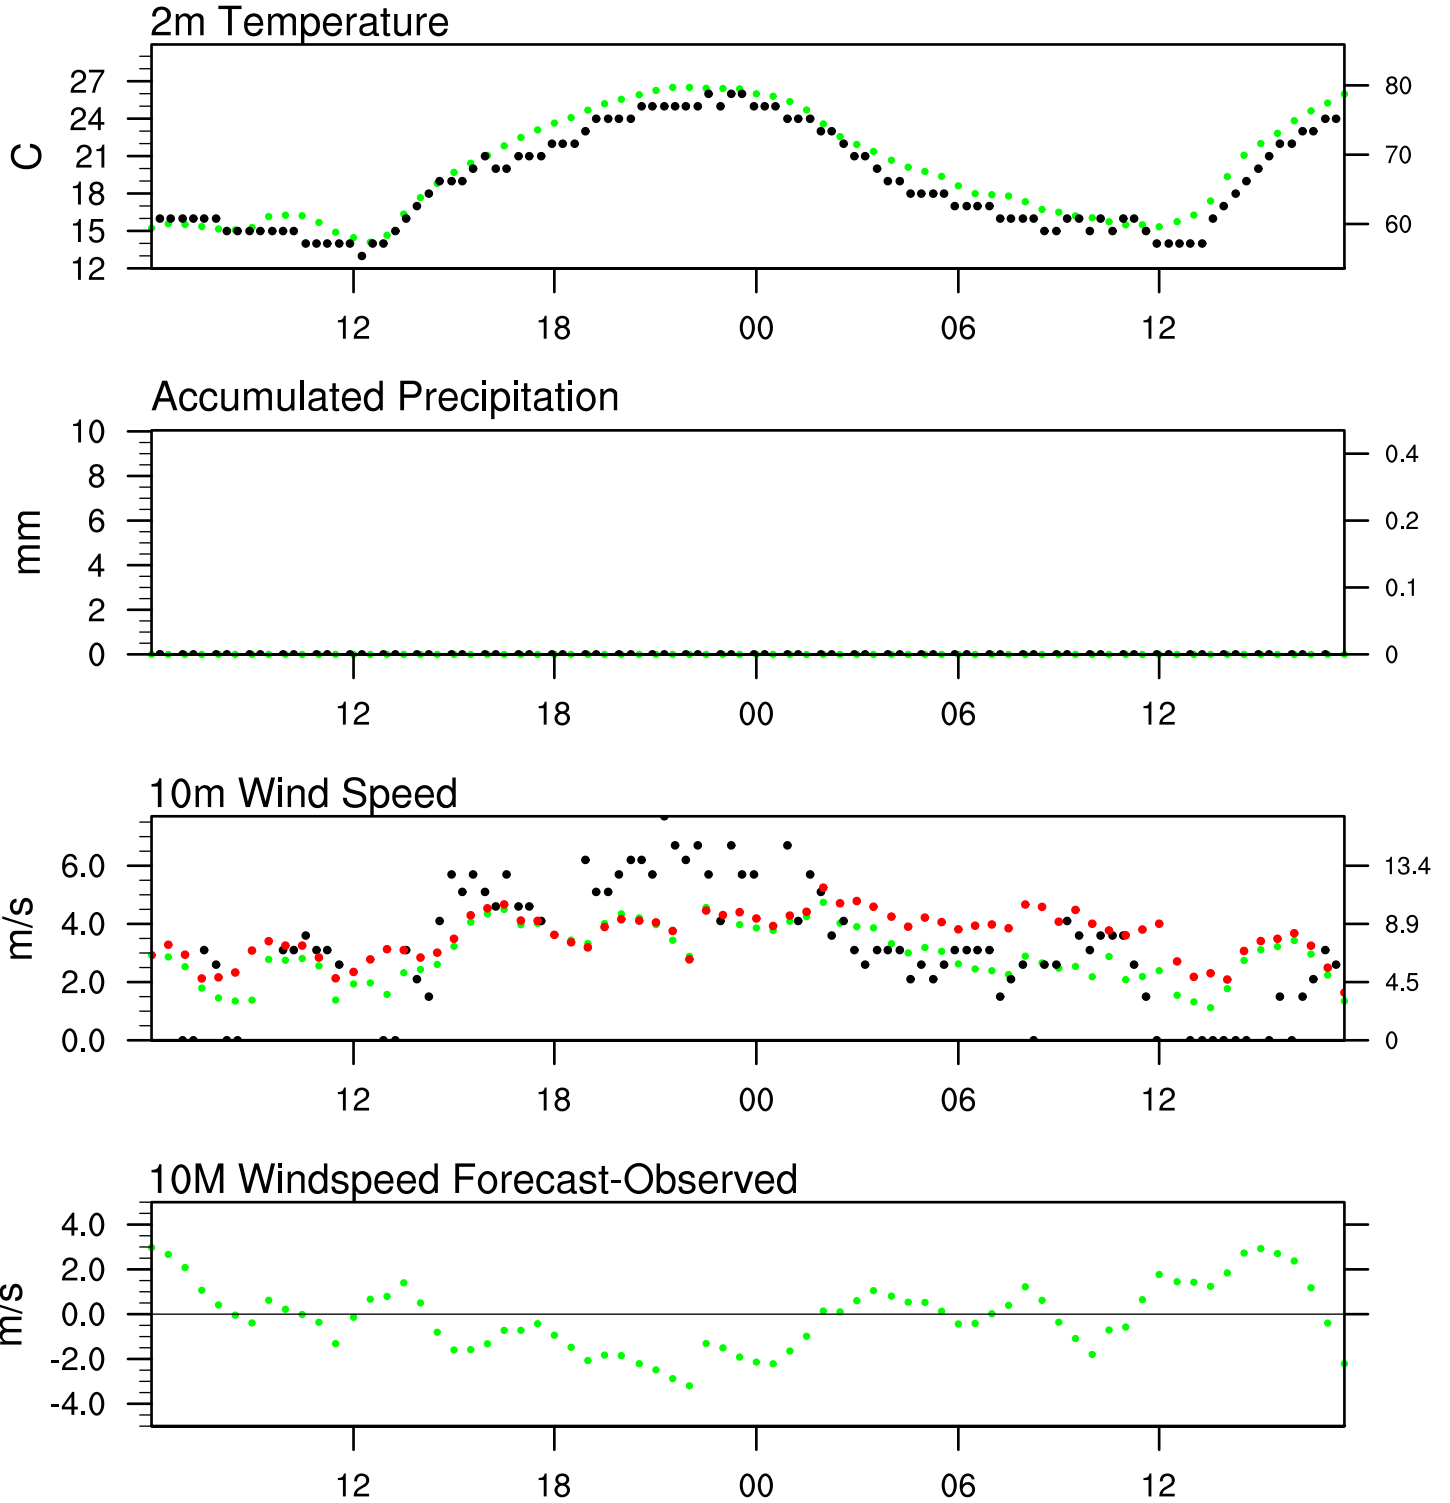 2m Temperature
27
24
21
18
15
12
C
80
70
60
12 18 00 06 12
Accumulated Precipitation
10
8
6
4
2
0
mm
0.4
0.2
0.1
0
12 18 00 06 12
10m Wind Speed
6.0
4.0
2.0
0.0
m/s
13.4
8.9
4.5
0
12 18 00 06 12
10M Windspeed Forecast-Observed
4.0
2.0
0.0
-2.0
-4.0
m/s
12 18 00 06 12